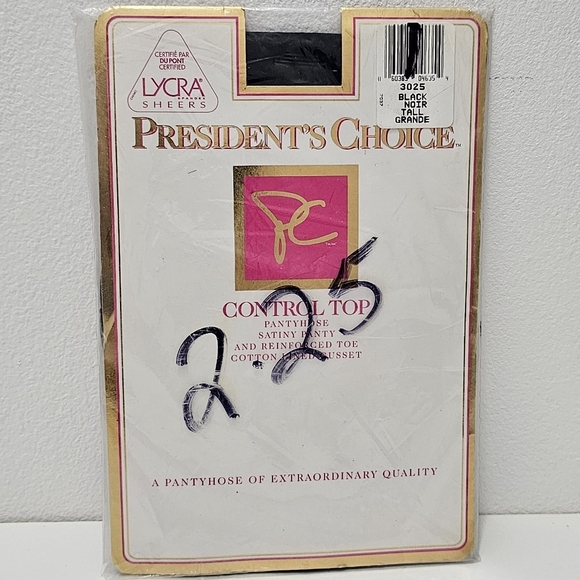 CERTIFIÉ PAR
DU PONT
CERTIFIED
LYCRA®
SHEERS
3025
BLACK
NOIR
TALL
GRANDE
PRESIDENT'S CHOICE™
PC
CONTROL TOP
PANTYHOSE
SATINY PANTY
AND REINFORCED TOE
COTTON LINED GUSSET
2.25
A PANTYHOSE OF EXTRAORDINARY QUALITY